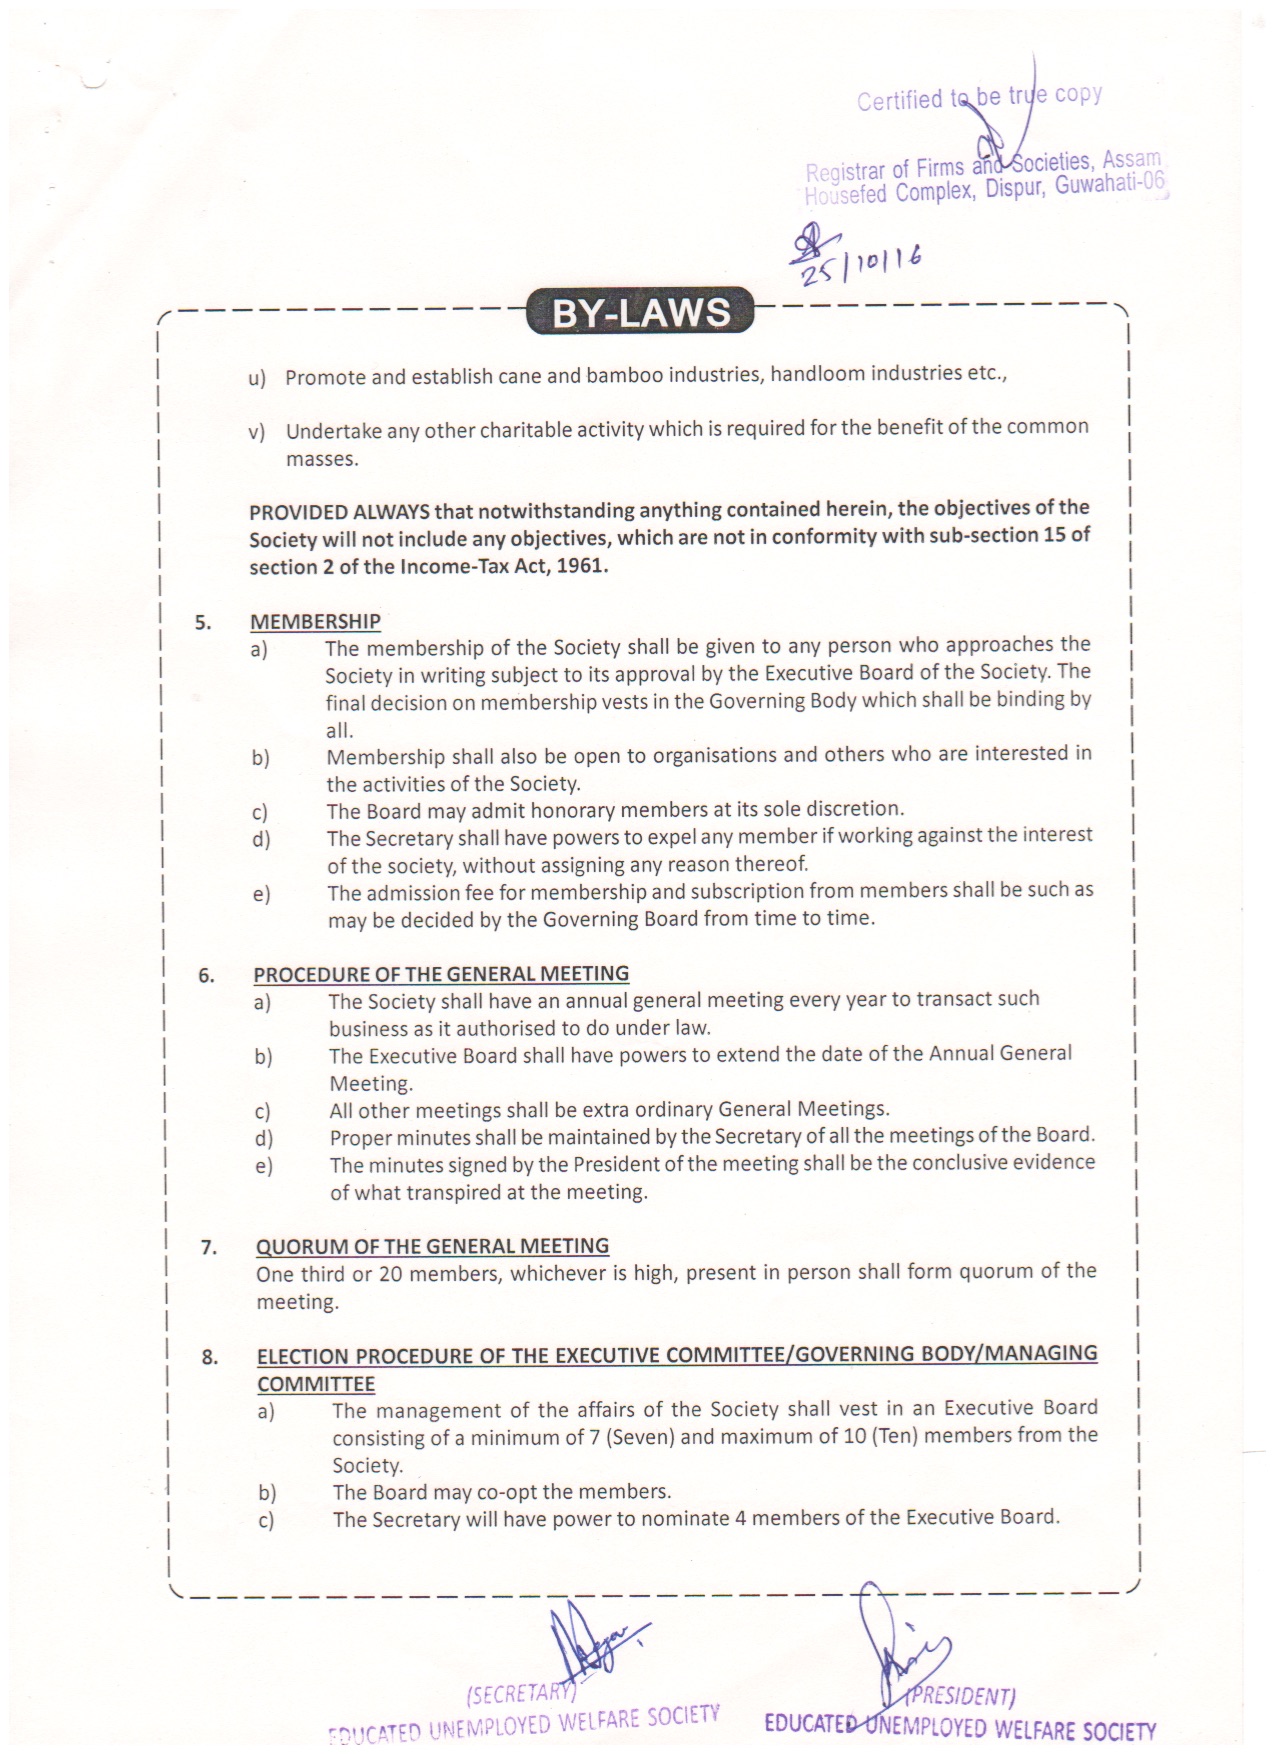 Certified to be true copy
Registrar of Firms and Societies, Assam
Housefed Complex, Dispur, Guwahati-06
25/10/16
BY-LAWS
u) Promote and establish cane and bamboo industries, handloom industries etc.,
v) Undertake any other charitable activity which is required for the benefit of the common
masses.
PROVIDED ALWAYS that notwithstanding anything contained herein, the objectives of the
Society will not include any objectives, which are not in conformity with sub-section 15 of
section 2 of the Income-Tax Act, 1961.
5. MEMBERSHIP
a) The membership of the Society shall be given to any person who approaches the
Society in writing subject to its approval by the Executive Board of the Society. The
final decision on membership vests in the Governing Body which shall be binding by
all.
b) Membership shall also be open to organisations and others who are interested in
the activities of the Society.
c) The Board may admit honorary members at its sole discretion.
d) The Secretary shall have powers to expel any member if working against the interest
of the society, without assigning any reason thereof.
e) The admission fee for membership and subscription from members shall be such as
may be decided by the Governing Board from time to time.
6. PROCEDURE OF THE GENERAL MEETING
a) The Society shall have an annual general meeting every year to transact such
business as it authorised to do under law.
b) The Executive Board shall have powers to extend the date of the Annual General
Meeting.
c) All other meetings shall be extra ordinary General Meetings.
d) Proper minutes shall be maintained by the Secretary of all the meetings of the Board.
e) The minutes signed by the President of the meeting shall be the conclusive evidence
of what transpired at the meeting.
7. QUORUM OF THE GENERAL MEETING
One third or 20 members, whichever is high, present in person shall form quorum of the
meeting.
8. ELECTION PROCEDURE OF THE EXECUTIVE COMMITTEE/GOVERNING BODY/MANAGING
COMMITTEE
a) The management of the affairs of the Society shall vest in an Executive Board
consisting of a minimum of 7 (Seven) and maximum of 10 (Ten) members from the
Society.
b) The Board may co-opt the members.
c) The Secretary will have power to nominate 4 members of the Executive Board.
(SECRETARY)
EDUCATED UNEMPLOYED WELFARE SOCIETY
(PRESIDENT)
EDUCATED UNEMPLOYED WELFARE SOCIETY